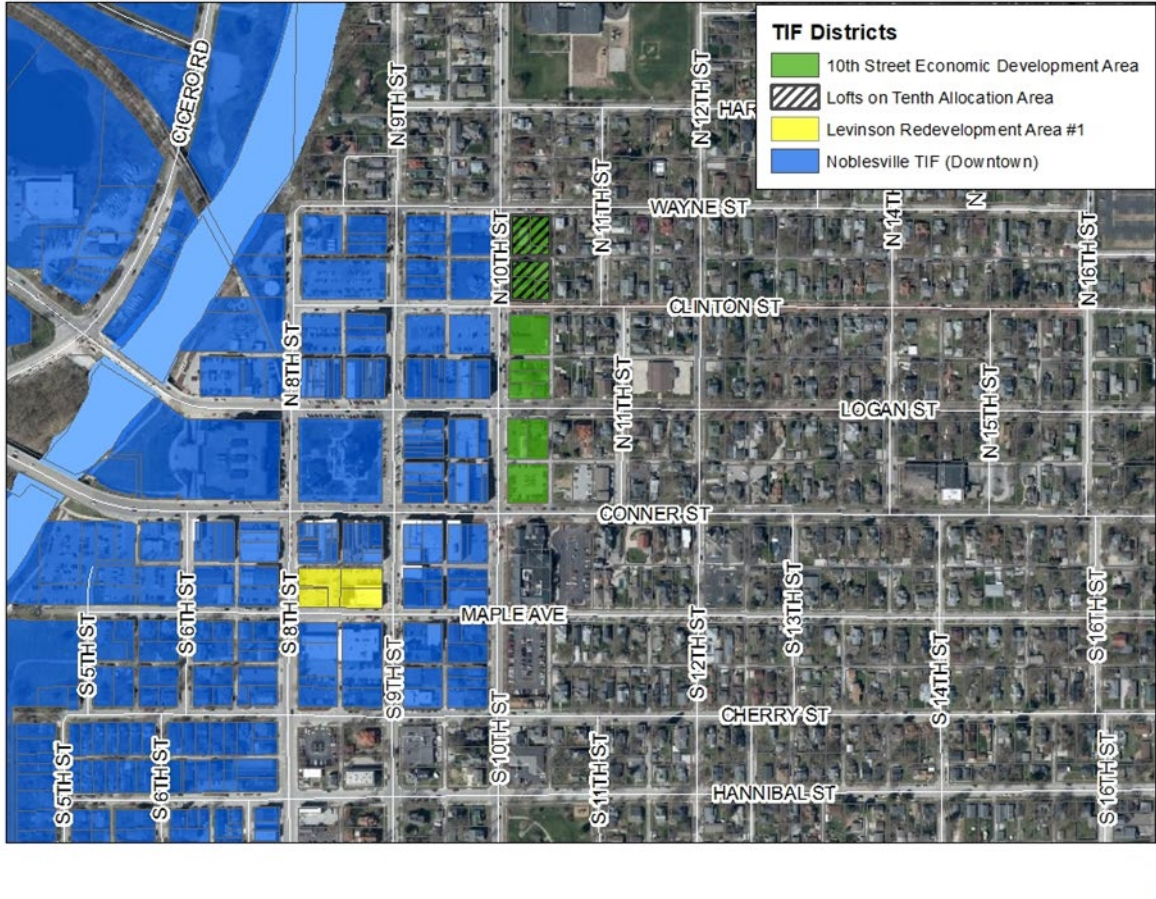 TIF Districts
10th Street Economic Development Area
Lofts on Tenth Allocation Area
Levinson Redevelopment Area #1
Noblesville TIF (Downtown)
CICERO RD
N 9TH ST
N 12TH ST
HAR
N 11TH ST
WAYNE ST
N 14TH
N
N 10TH ST
N 16TH ST
CLINTON ST
N 8TH ST
N 11TH ST
N 15TH ST
LOGAN ST
CONNER ST
S 6TH ST
S 8TH ST
S 13TH ST
S 16TH ST
MAPLE AVE
S 5TH ST
S 9TH ST
S 12TH ST
S 14TH ST
CHERRY ST
S 10TH ST
S 5TH ST
S 6TH ST
S 11TH ST
S 16TH ST
HANNIBAL ST